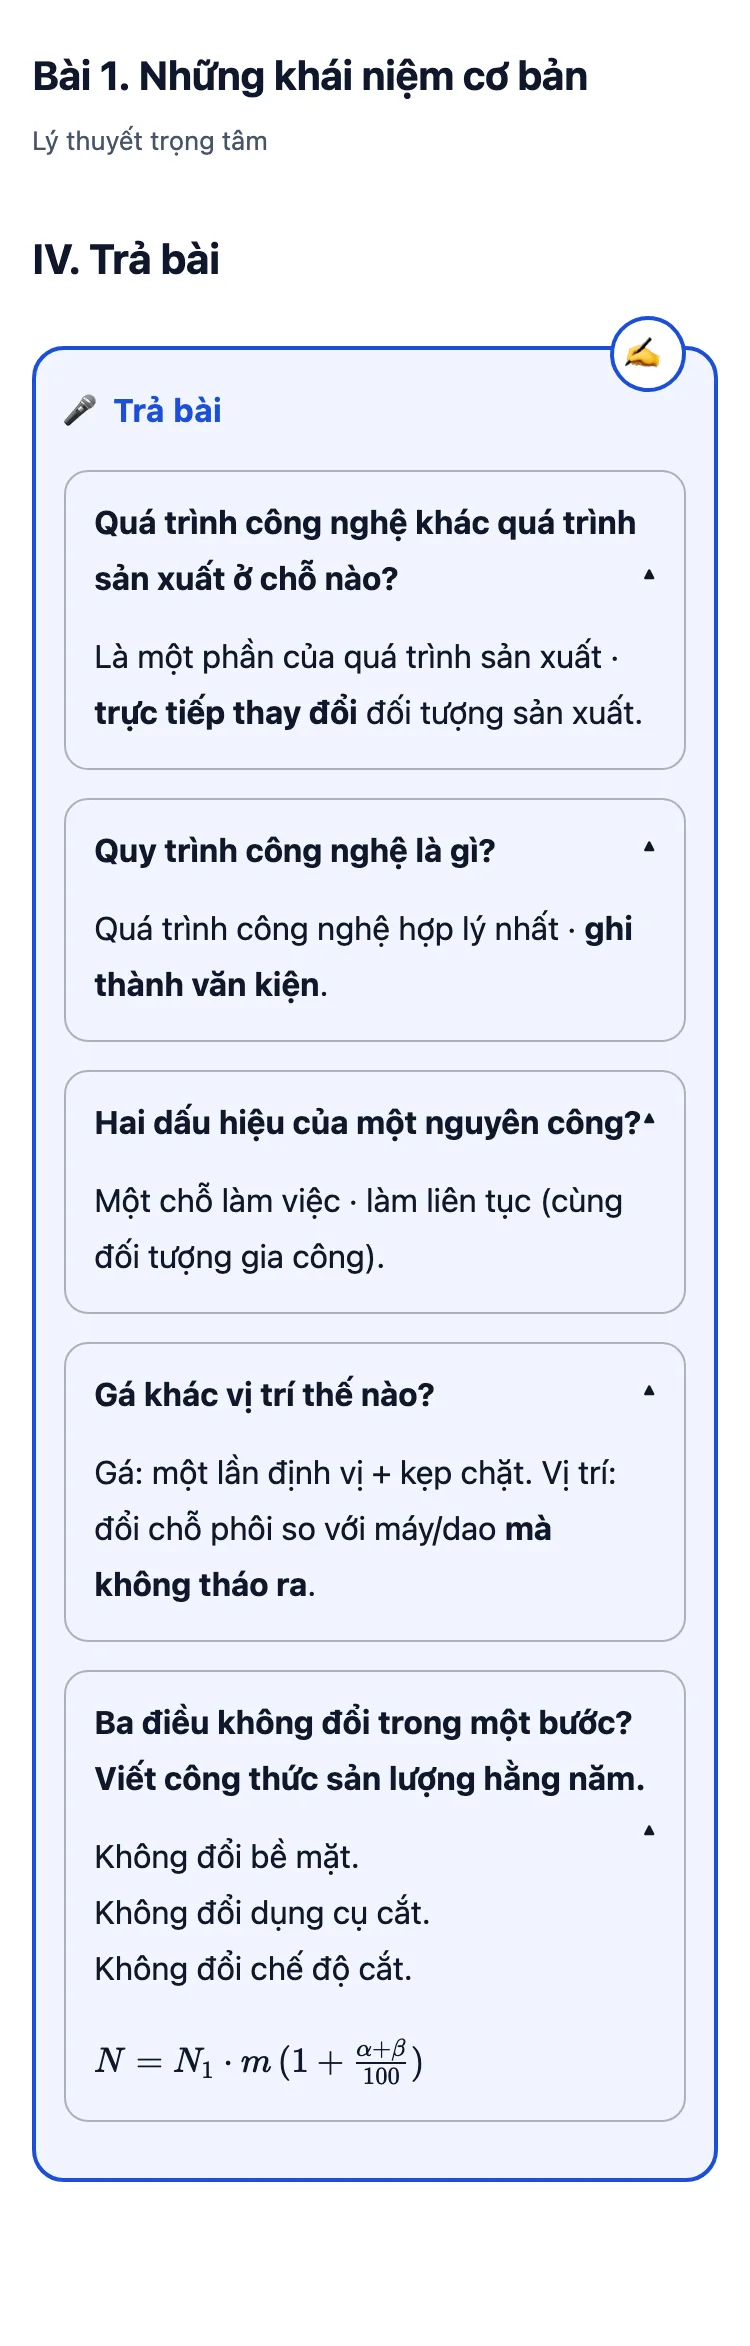 Bài 1. Những khái niệm cơ bản
Lý thuyết trọng tâm
IV. Trả bài
Trả bài
Quá trình công nghệ khác quá trình
sản xuất ở chỗ nào?
Là một phần của quá trình sản xuất ·
trực tiếp thay đổi đối tượng sản xuất.
Quy trình công nghệ là gì?
Quá trình công nghệ hợp lý nhất · ghi
thành văn kiện.
Hai dấu hiệu của một nguyên công?
Một chỗ làm việc · làm liên tục (cùng
đối tượng gia công).
Gá khác vị trí thế nào?
Gá: một lần định vị + kẹp chặt. Vị trí:
đổi chỗ phôi so với máy/dao mà
không tháo ra.
Ba điều không đổi trong một bước?
Viết công thức sản lượng hằng năm.
Không đổi bề mặt.
Không đổi dụng cụ cắt.
Không đổi chế độ cắt.
N = N₁ · m (1 + (α+β)/100)